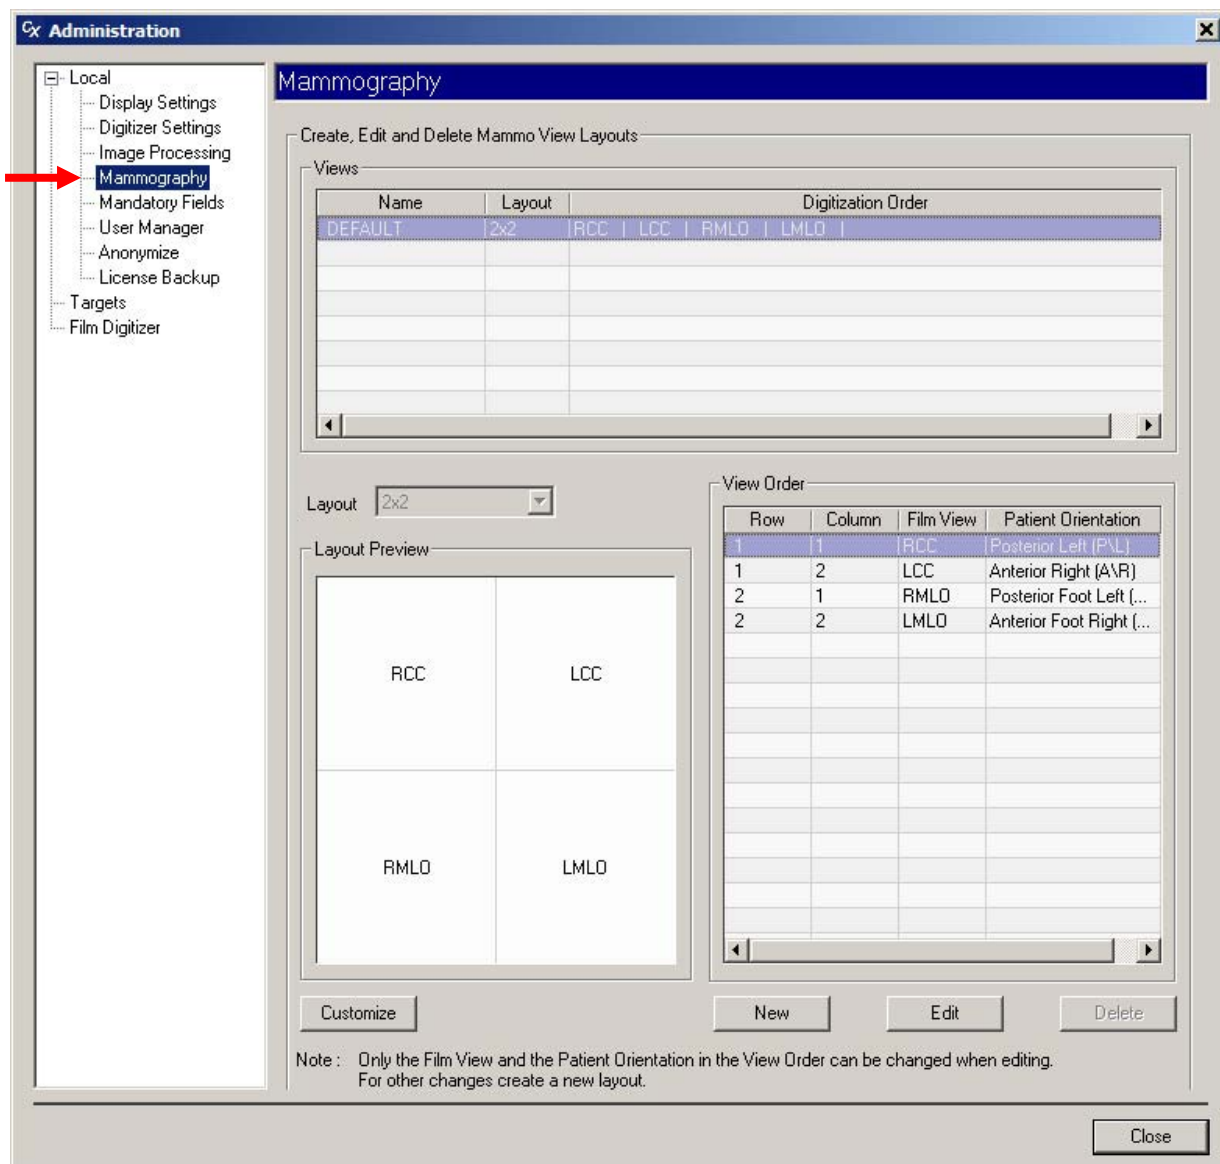 Cx Administration
Local
Display Settings
Digitizer Settings
Image Processing
Mammography
Mandatory Fields
User Manager
Anonymize
License Backup
Targets
Film Digitizer
Mammography
Create, Edit and Delete Mammo View Layouts
Views
Name Layout Digitization Order
DEFAULT 2x2 RCC | LCC | RMLO | LMLO |
Layout 2x2
Layout Preview
RCC LCC
RMLO LMLO
View Order
Row Column Film View Patient Orientation
1 1 RCC Posterior Left (P\L)
1 2 LCC Anterior Right (A\R)
2 1 RMLO Posterior Foot Left (...
2 2 LMLO Anterior Foot Right (...
Customize New Edit Delete
Note : Only the Film View and the Patient Orientation in the View Order can be changed when editing.
For other changes create a new layout.
Close